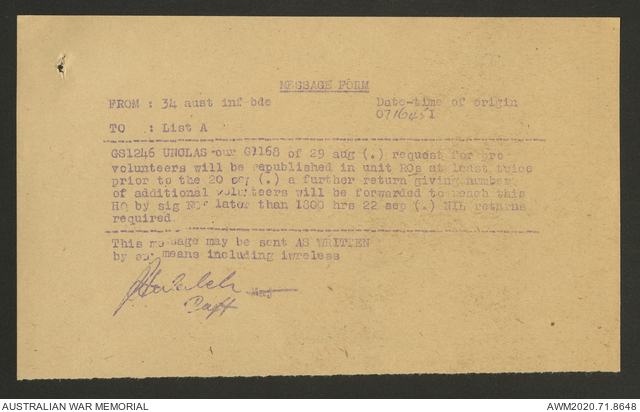 MESSAGE FORM
FROM : 34 aust inf bde Date-time of origin
071645I
TO : List A
GS1246 UNCLAS our G1168 of 29 aug (.) request for
volunteers will be republished in unit ROs at least twice
prior to the 20 sep (.) a further return giving number
of additional volunteers will be forwarded to reach this
HQ by sig NOT later than 1800 hrs 22 sep (.) NIL returns
required
This message may be sent AS WRITTEN
by any means including iwreless
Maj
Capt
AUSTRALIAN WAR MEMORIAL
AWM2020.71.8648